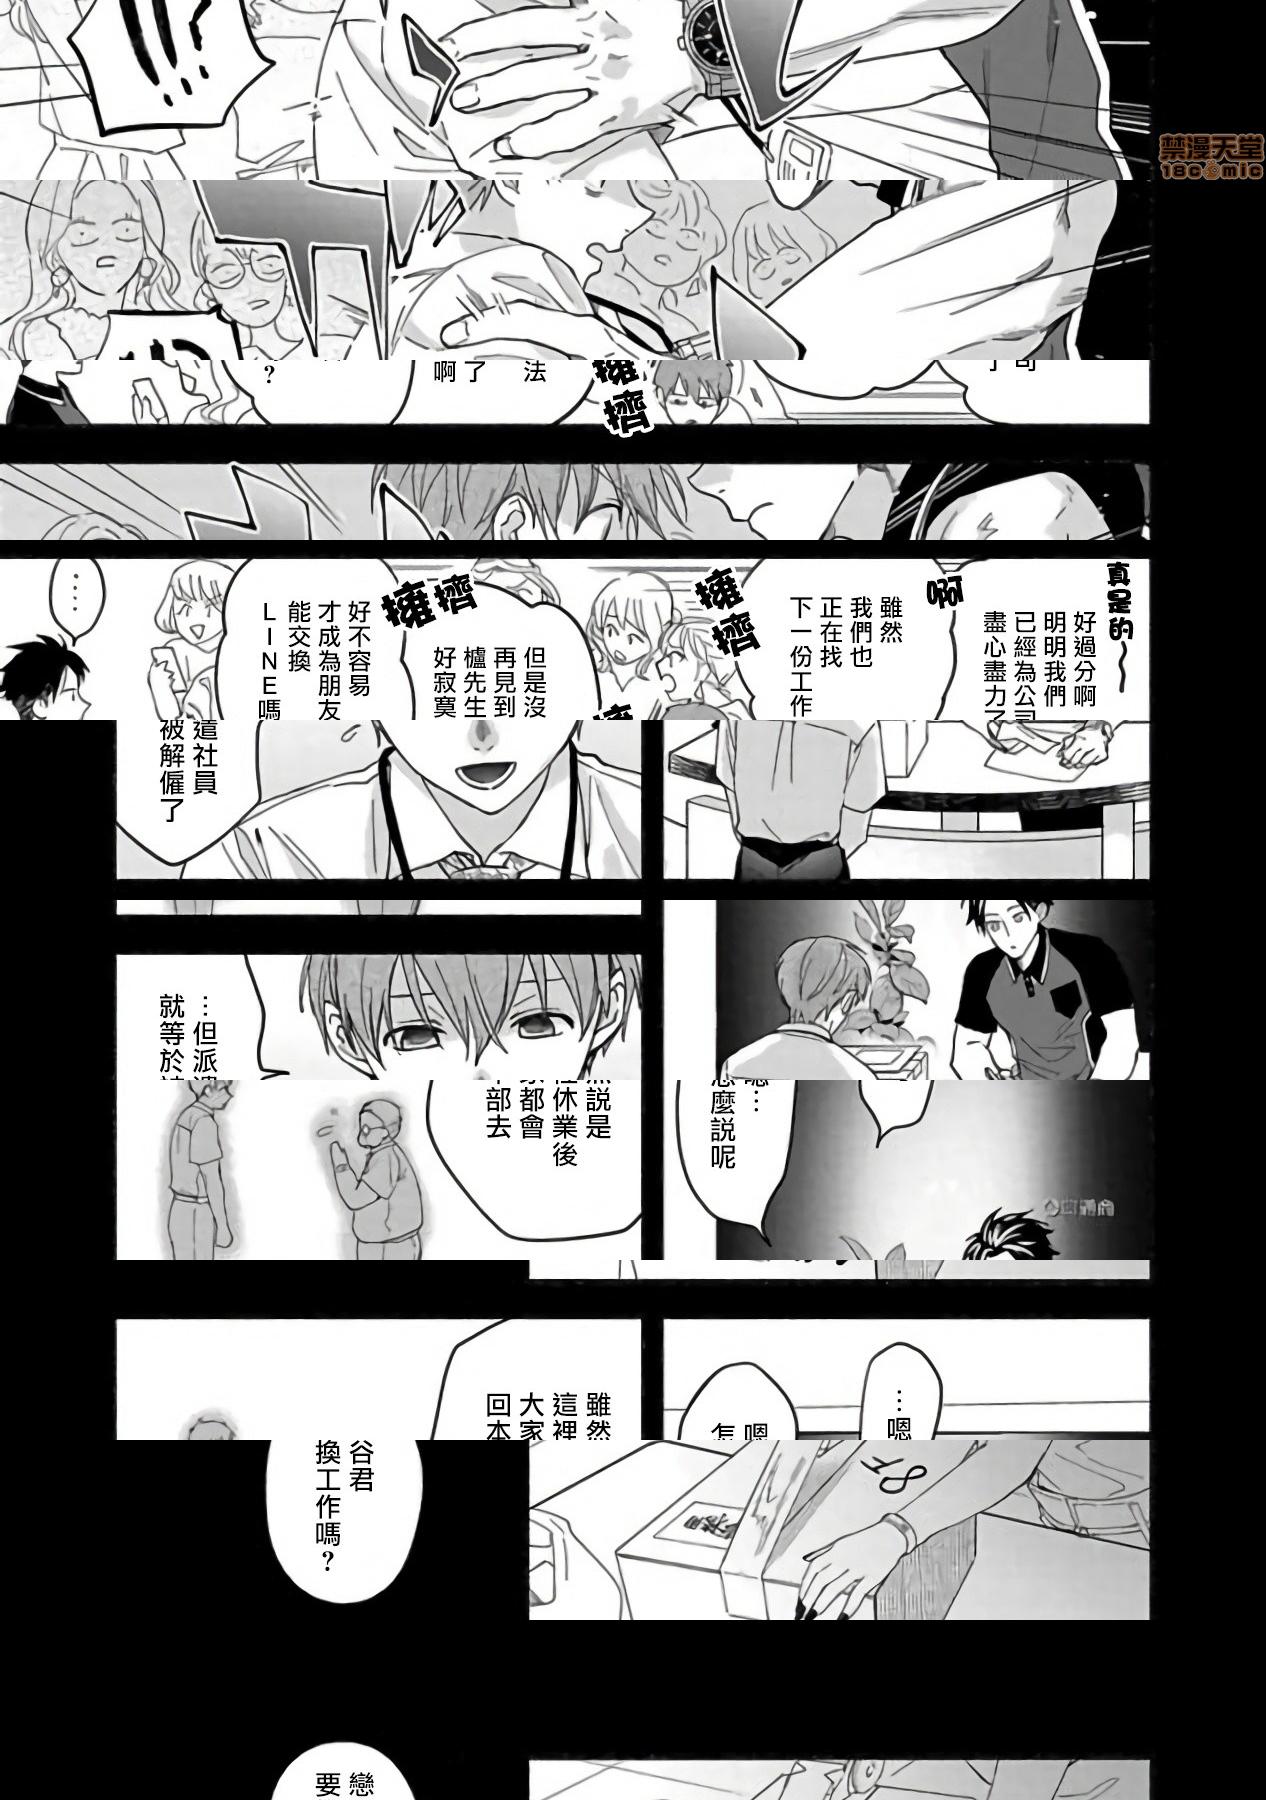 禁漫天堂
18comic
戀谷君
要換工作嗎?
…嗯
嗯…
怎麼說呢
雖然說是
這裡在休業後
大家都會
回本部去
…但派遣社員
就等於被解僱了
真是的～
好過分啊
明明我們
已經為公司
盡心盡力了
啊
雖然
我們也
正在找
下一份工作
擁擠
擁擠
但是沒法
再見到
櫨先生了
好寂寞啊
擁擠
好不容易
才成為朋友
能交換
LINE嗎?
…